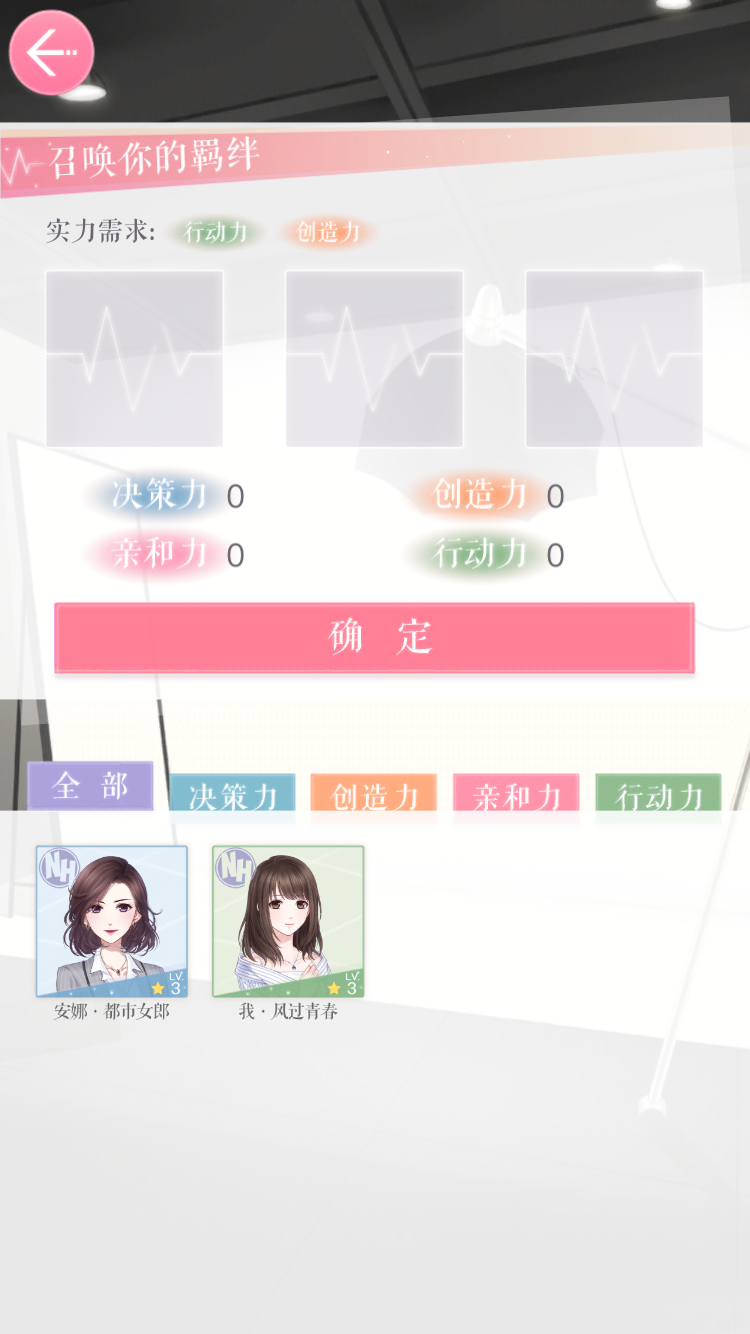 召唤你的羁绊
实力需求: 行动力 创造力
决策力 0 创造力 0
亲和力 0 行动力 0
确 定
全 部 决策力 创造力 亲和力 行动力
NH NH
LV. LV.
3 3
安娜·都市女郎 我·风过青春